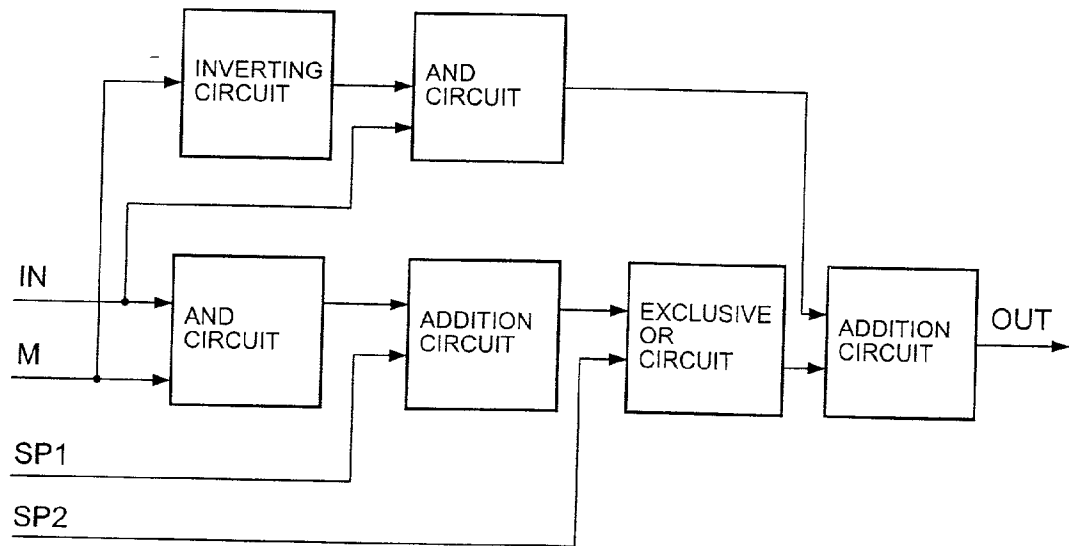 INVERTING
CIRCUIT
AND
CIRCUIT
IN
M
AND
CIRCUIT
ADDITION
CIRCUIT
EXCLUSIVE
OR
CIRCUIT
ADDITION
CIRCUIT
OUT
SP1
SP2